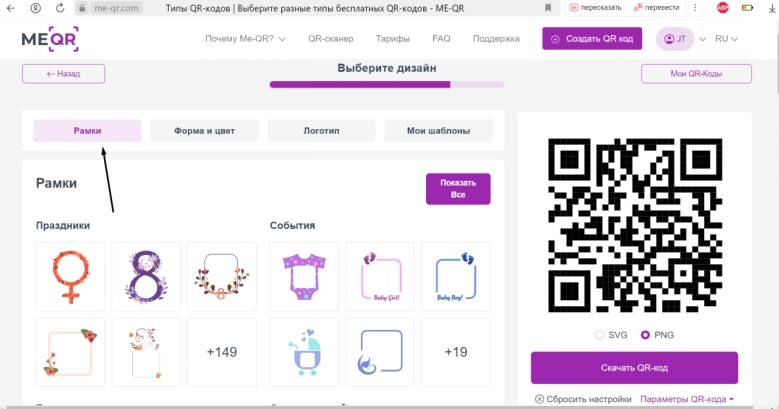 me-qr.com
Типы QR-кодов | Выберите разные типы бесплатных QR-кодов - ME-QR
пересказать
перевести
ABP
ME QR
Почему Me-QR?
QR-сканер
Тарифы
FAQ
Поддержка
Создать QR код
JT
RU
← Назад
Выберите дизайн
Мои QR-Коды
Рамки
Форма и цвет
Логотип
Мои шаблоны
Рамки
Показать
Все
Праздники
События
Baby Girl!
Baby Boy!
+149
+19
SVG
PNG
Скачать QR-код
Сбросить настройки
Параметры QR-кода